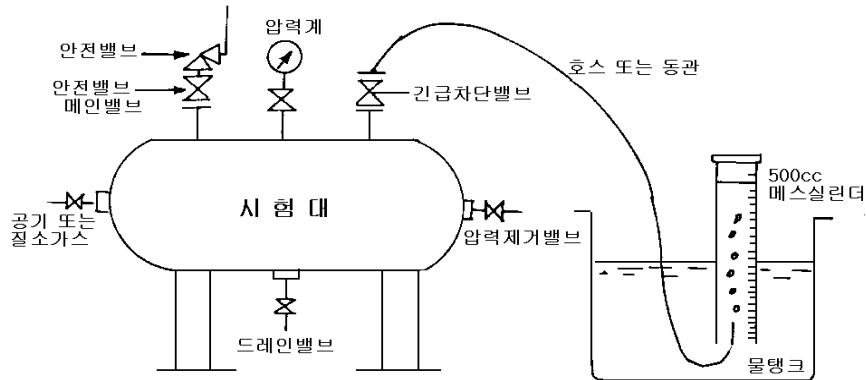 안전밸브
안전밸브
메인밸브
압력계
긴급차단밸브
호스 또는 동관
500cc
메스실린더
시험대
공기 또는
질소가스
압력제거밸브
드레인밸브
물탱크